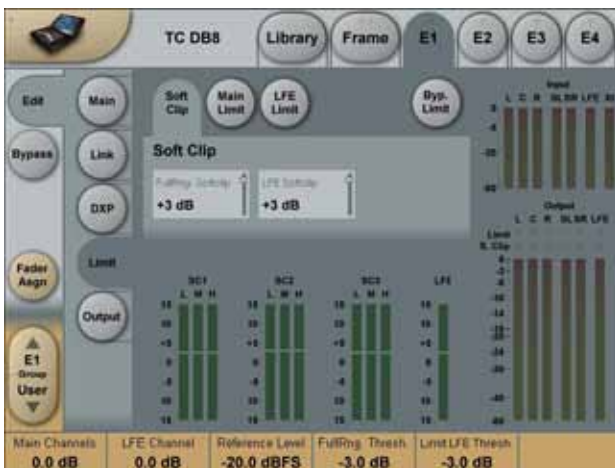 TC DB8 Library Frame E1 E2 E3 E4
Edit Main Soft Clip Main Limit LFE Limit Byp. Limit
Input
L C R SL SR LFE
Bypass Link Soft Clip
FullRng. Softclip LFE Softclip
+3 dB +3 dB
DXP
Output
L C R SL SR LFE
Limit
S. Clip
Fader Asgn
Limit
SC1 SC2 SC3 LFE
L M H L M H L M H
Output
E1
Group
User
Main Channels LFE Channel Reference Level FullRng. Thresh Limit LFE Thresh
0.0 dB 0.0 dB -20.0 dBFS -3.0 dB -3.0 dB